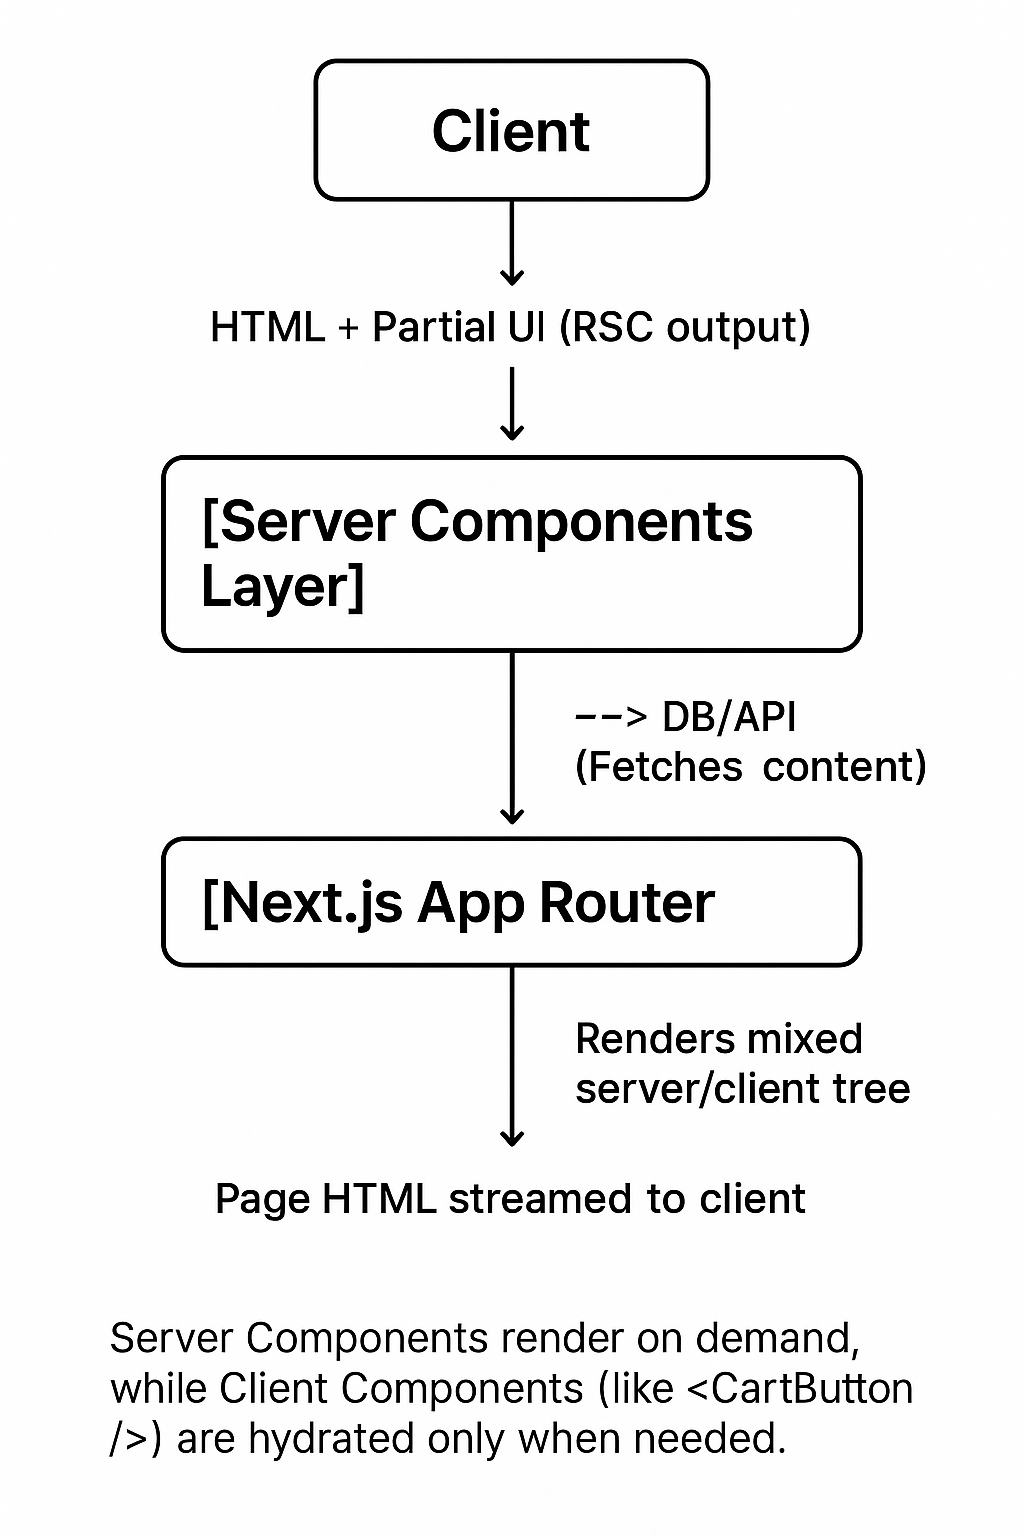 Client
HTML + Partial UI (RSC output)
[Server Components
Layer]
--> DB/API
(Fetches content)
[Next.js App Router
Renders mixed
server/client tree
Page HTML streamed to client
Server Components render on demand,
while Client Components (like <CartButton
/>) are hydrated only when needed.